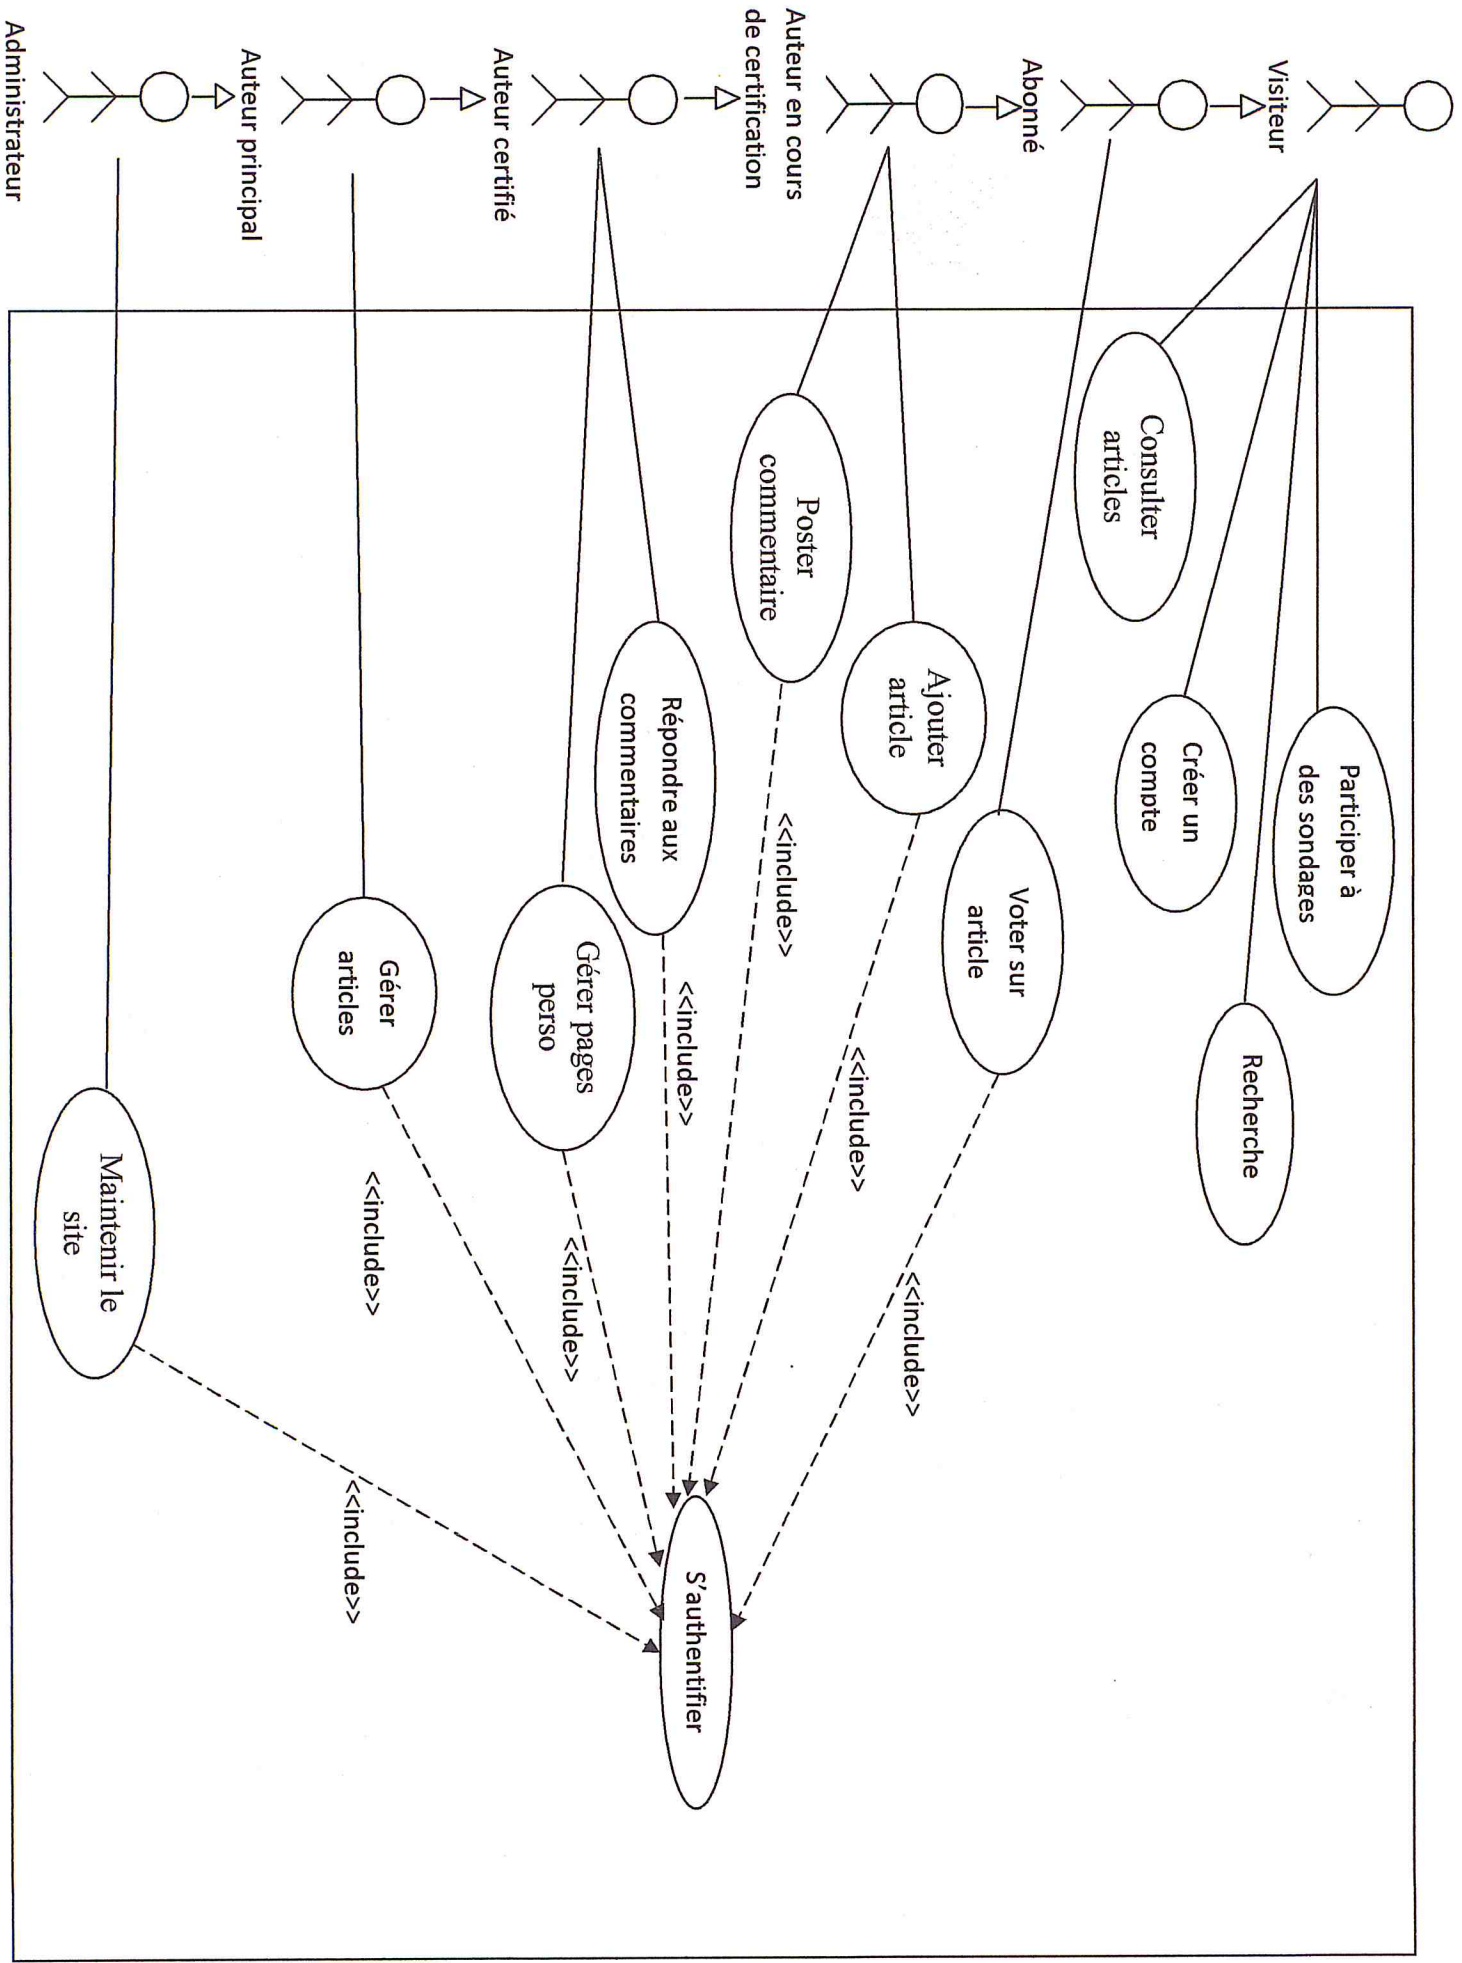 Visiteur
Participer à
des sondages
Recherche
Créer un
compte
Consulter
articles
Abonné
Voter sur
article
<<include>>
Auteur en cours
de certification
Ajouter
article
<<include>>
Poster
commentaire
<<include>>
Auteur certifié
Répondre aux
commentaires
<<include>>
Gérer pages
perso
<<include>>
S'authentifier
Auteur principal
Gérer
articles
<<include>>
Administrateur
Maintenir le
site
<<include>>